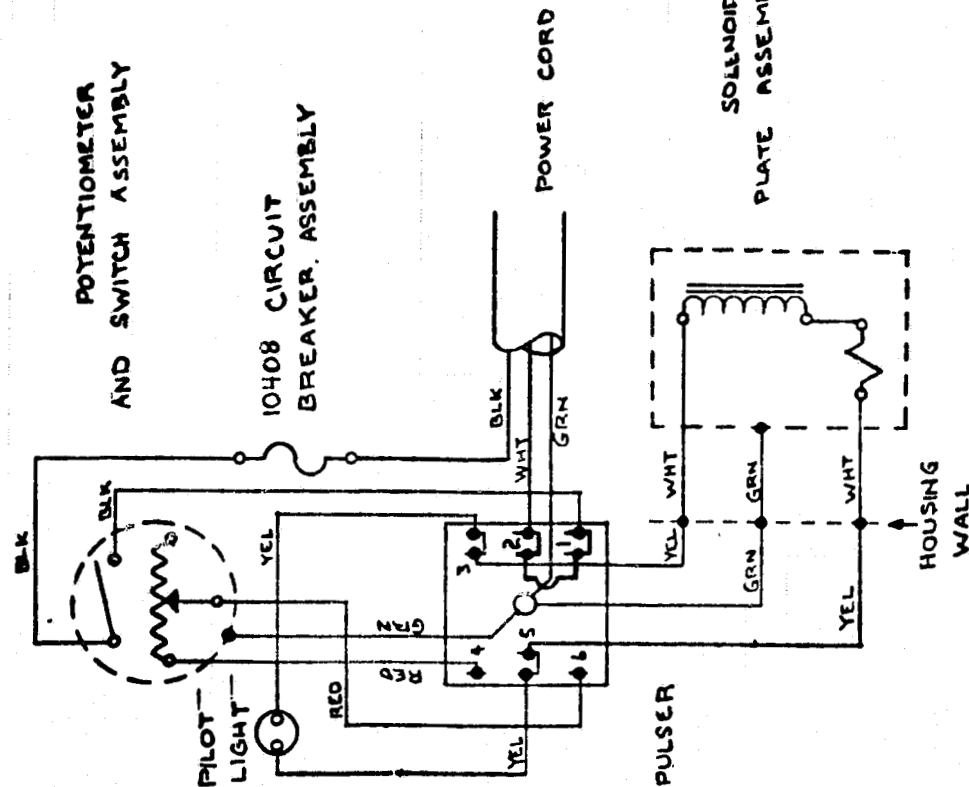 POTENTIOMETER
AND SWITCH ASSEMBLY
10408 CIRCUIT
BREAKER. ASSEMBLY
POWER CORD
SOLENOID
PLATE
BLK
BLK
YEL
GRN
RED
RED
PILOT
LIGHT
BLK
WHT
GRN
3
2
1
4
5
6
YEL
PULSER
YEL
WHT
GRN
GRN
YEL
WHT
HOUSING
WALL